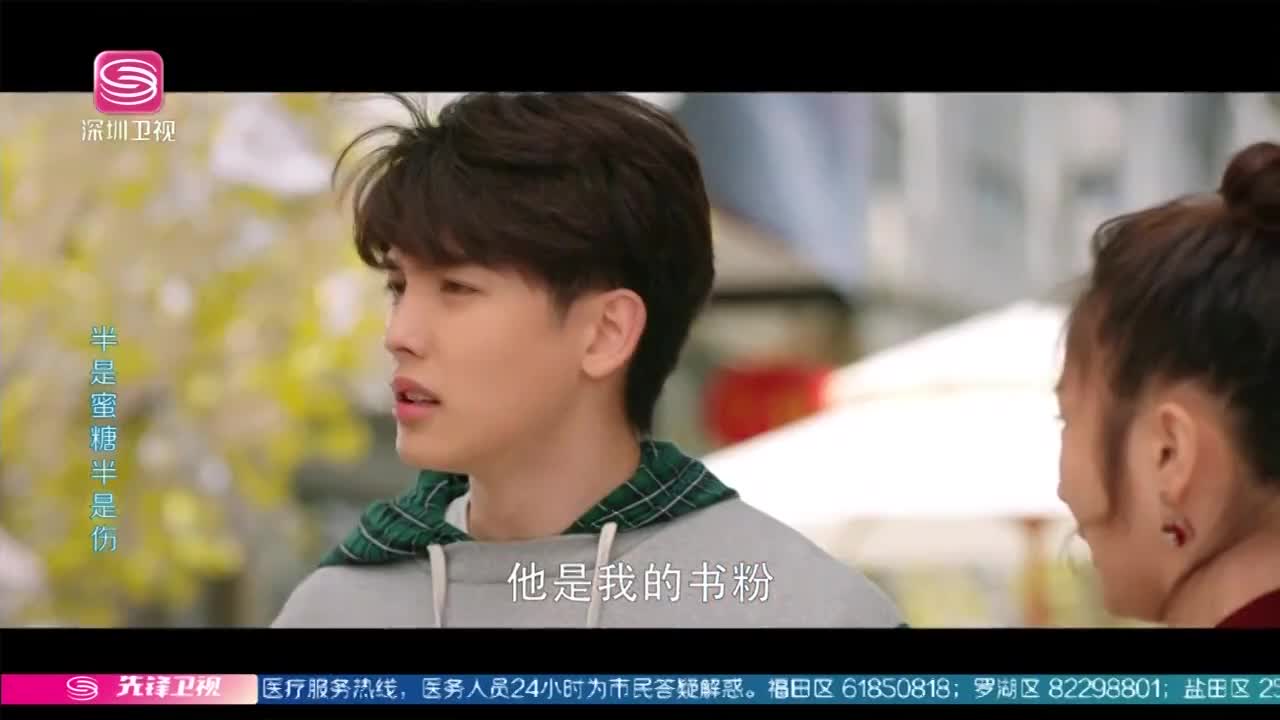 深圳卫视
半是蜜糖半是伤
他是我的书粉
先锋卫视
医疗服务热线，医务人员24小时为市民答疑解惑。福田区 61850818；罗湖区 82298801；盐田区 25